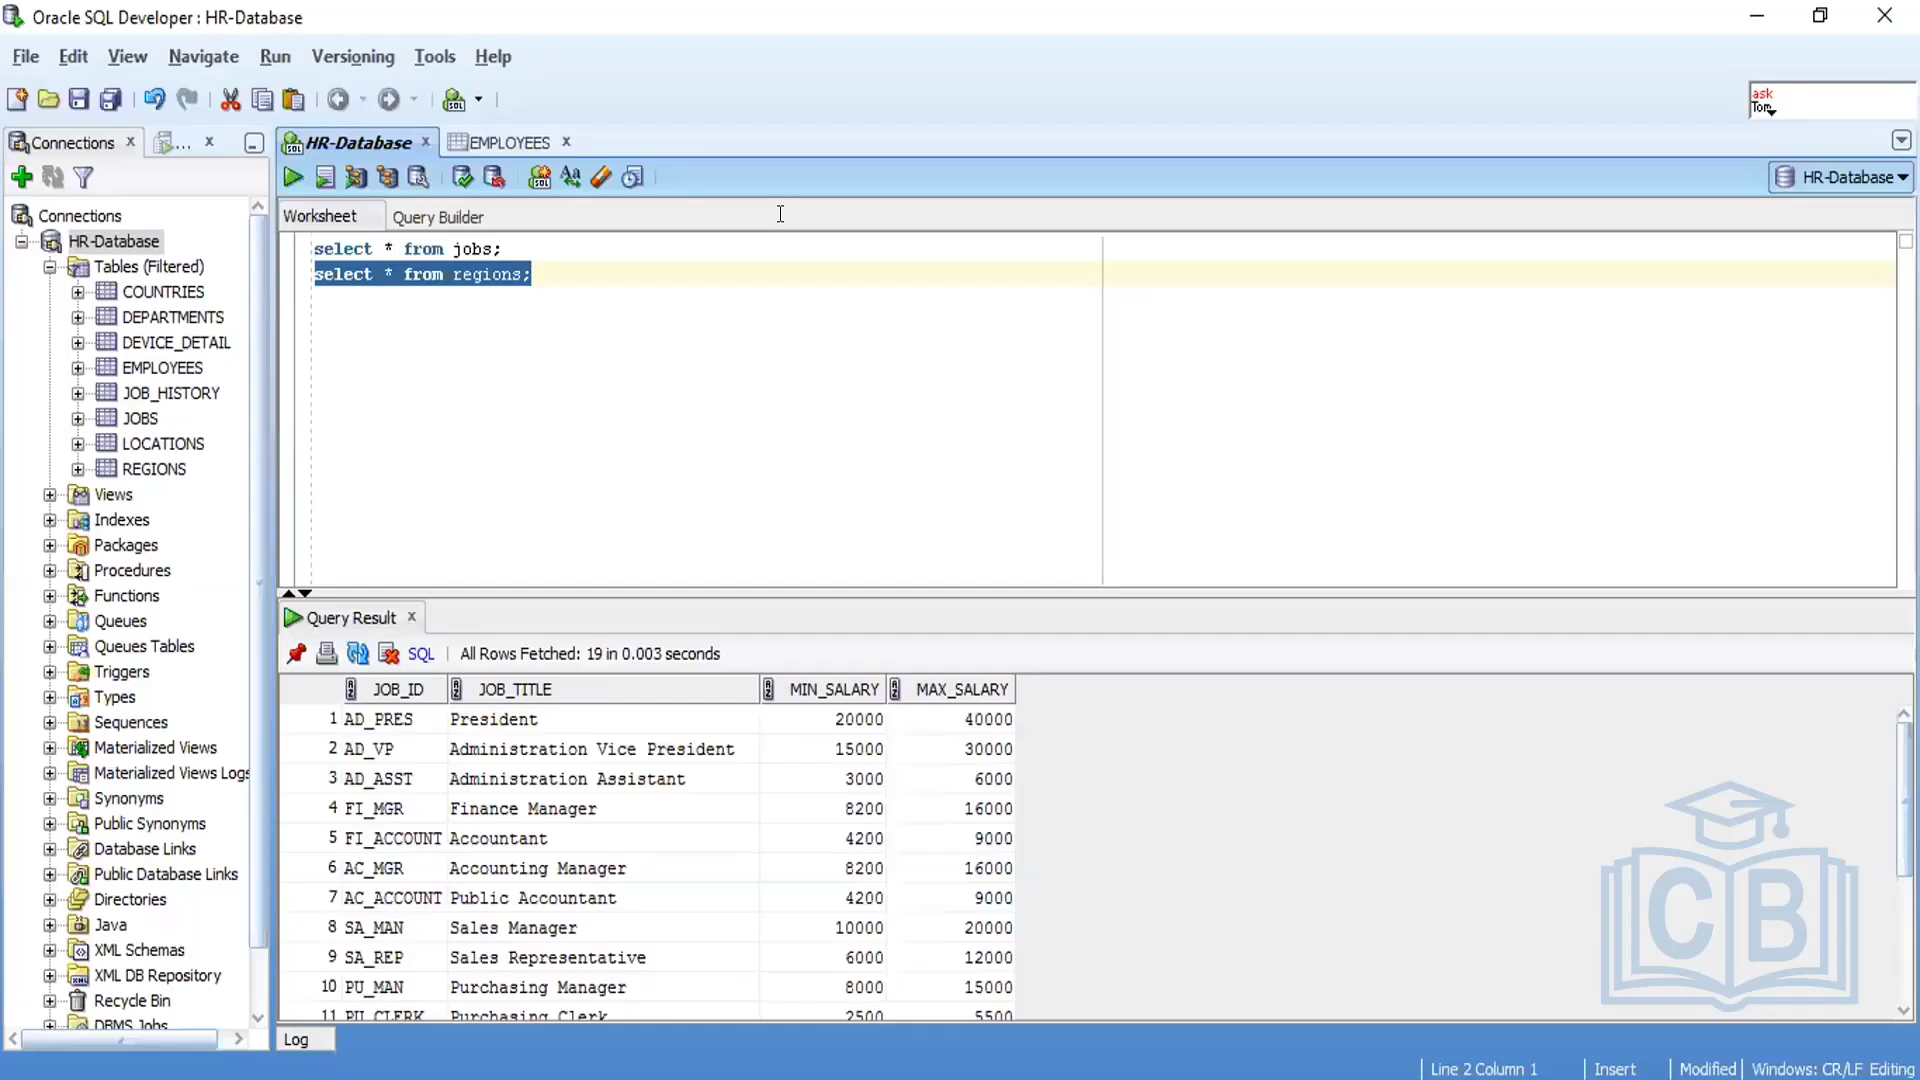 Oracle SQL Developer : HR-Database
File Edit View Navigate Run Versioning Tools Help
ask
Tom
Connections
...
HR-Database
EMPLOYEES
HR-Database
Worksheet
Query Builder
Connections
HR-Database
Tables (Filtered)
COUNTRIES
DEPARTMENTS
DEVICE_DETAIL
EMPLOYEES
JOB_HISTORY
JOBS
LOCATIONS
REGIONS
Views
Indexes
Packages
Procedures
Functions
Queues
Queues Tables
Triggers
Types
Sequences
Materialized Views
Materialized Views Logs
Synonyms
Public Synonyms
Database Links
Public Database Links
Directories
Java
XML Schemas
XML DB Repository
Recycle Bin
DBMS Jobs
select * from jobs;
select * from regions;
Query Result
SQL | All Rows Fetched: 19 in 0.003 seconds
JOB_ID JOB_TITLE MIN_SALARY MAX_SALARY
1 AD_PRES President 20000 40000
2 AD_VP Administration Vice President 15000 30000
3 AD_ASST Administration Assistant 3000 6000
4 FI_MGR Finance Manager 8200 16000
5 FI_ACCOUNT Accountant 4200 9000
6 AC_MGR Accounting Manager 8200 16000
7 AC_ACCOUNT Public Accountant 4200 9000
8 SA_MAN Sales Manager 10000 20000
9 SA_REP Sales Representative 6000 12000
10 PU_MAN Purchasing Manager 8000 15000
11 PU_CLERK Purchasing Clerk 2500 5500
CB
Log
Line 2 Column 1 | Insert | Modified | Windows: CR/LF Editing